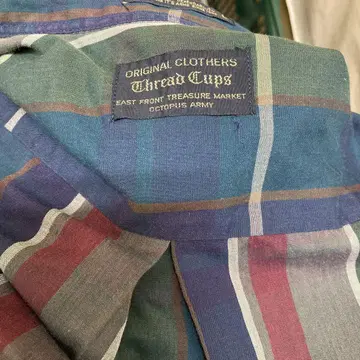 ORIGINAL CLOTHERS
Thread Cups
EAST FRONT TREASURE MARKET
OCTOPUS ARMY